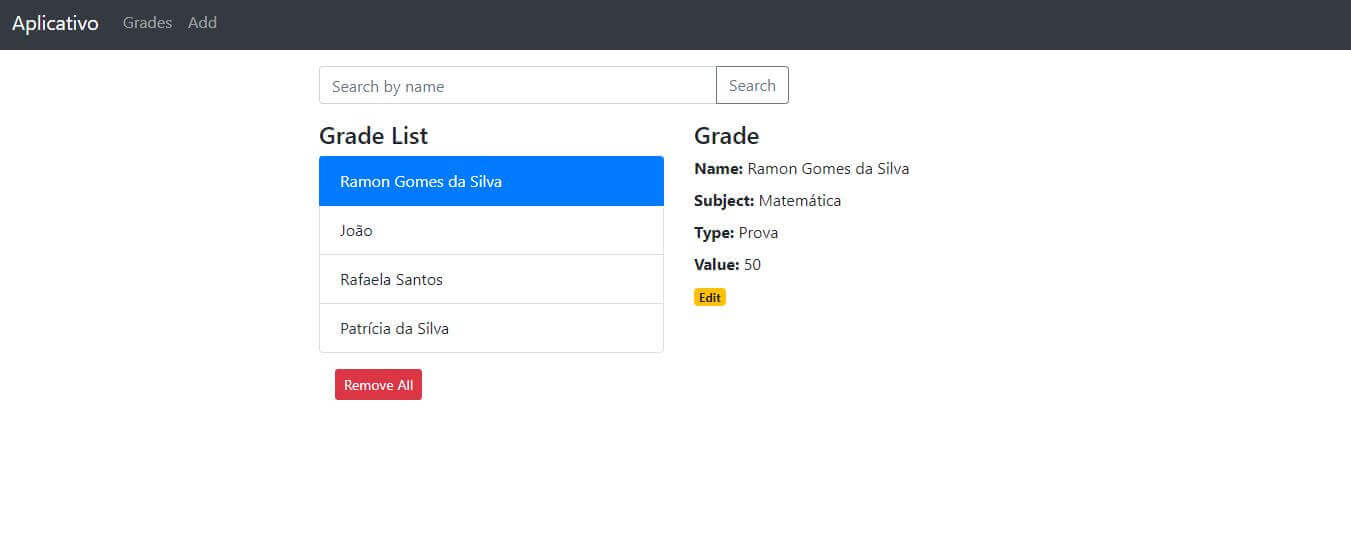 Aplicativo Grades Add
Search by name Search
Grade List
Ramon Gomes da Silva
João
Rafaela Santos
Patrícia da Silva
Remove All
Grade
Name: Ramon Gomes da Silva
Subject: Matemática
Type: Prova
Value: 50
Edit